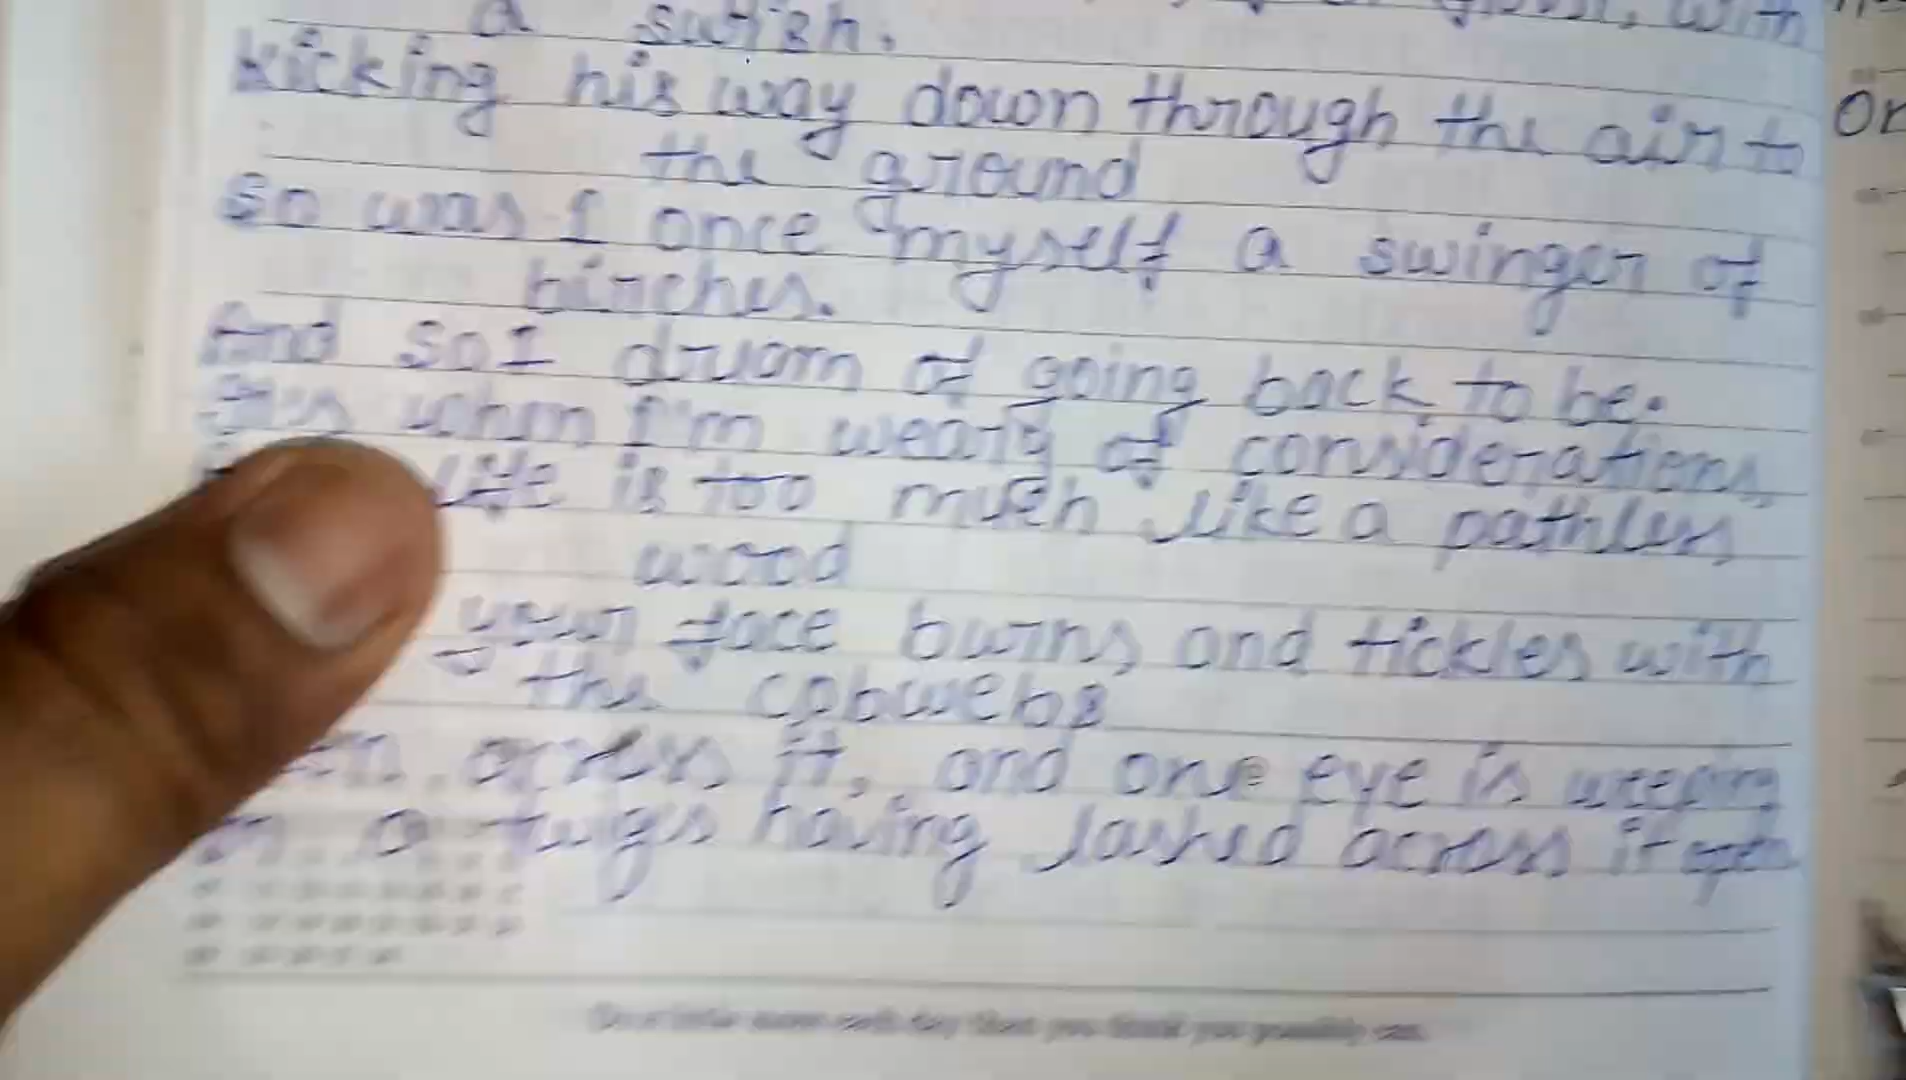 with
a swish.
kicking his way down through the air to
the ground
so was I once myself a swinger of
birches.
And so I dream of going back to be.
when I'm weary of considerations,
life is too much like a pathless
wood
your face burns and tickles with
the cobwebs
across it, and one eye is weeping
a twigs having lashed across it open
Or